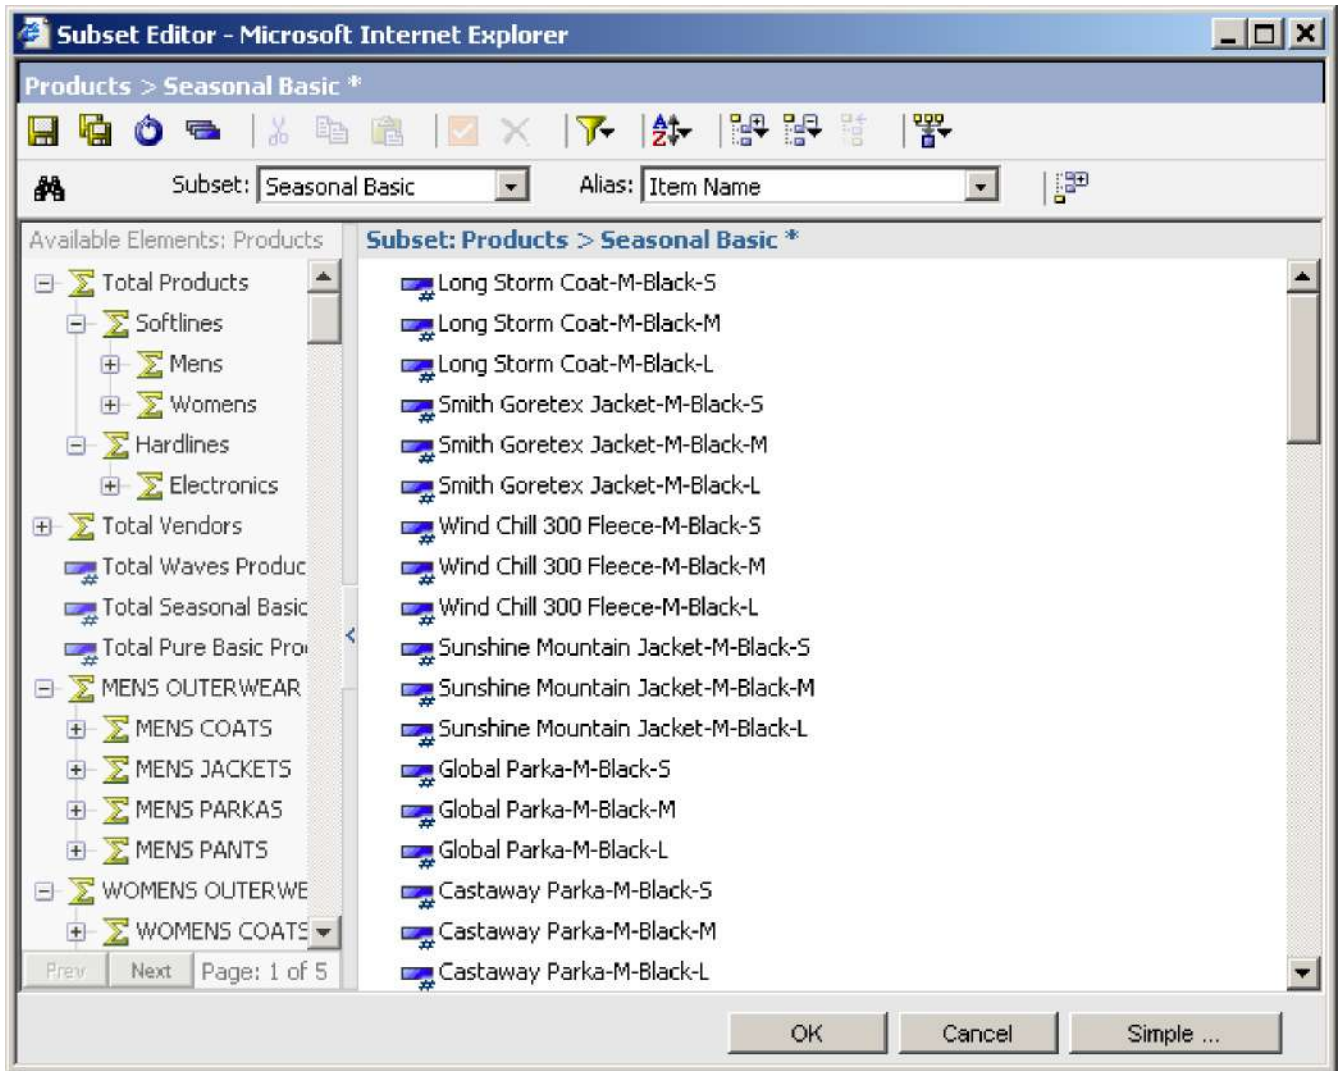 Subset Editor - Microsoft Internet Explorer
Products > Seasonal Basic *
Subset: Seasonal Basic Alias: Item Name
Available Elements: Products
Total Products
Softlines
Mens
Womens
Hardlines
Electronics
Total Vendors
Total Waves Produc
Total Seasonal Basic
Total Pure Basic Pro
MENS OUTERWEAR
MENS COATS
MENS JACKETS
MENS PARKAS
MENS PANTS
WOMENS OUTERWE
WOMENS COATS
Prev Next Page: 1 of 5
Subset: Products > Seasonal Basic *
Long Storm Coat-M-Black-S
Long Storm Coat-M-Black-M
Long Storm Coat-M-Black-L
Smith Goretex Jacket-M-Black-S
Smith Goretex Jacket-M-Black-M
Smith Goretex Jacket-M-Black-L
Wind Chill 300 Fleece-M-Black-S
Wind Chill 300 Fleece-M-Black-M
Wind Chill 300 Fleece-M-Black-L
Sunshine Mountain Jacket-M-Black-S
Sunshine Mountain Jacket-M-Black-M
Sunshine Mountain Jacket-M-Black-L
Global Parka-M-Black-S
Global Parka-M-Black-M
Global Parka-M-Black-L
Castaway Parka-M-Black-S
Castaway Parka-M-Black-M
Castaway Parka-M-Black-L
OK Cancel Simple ...